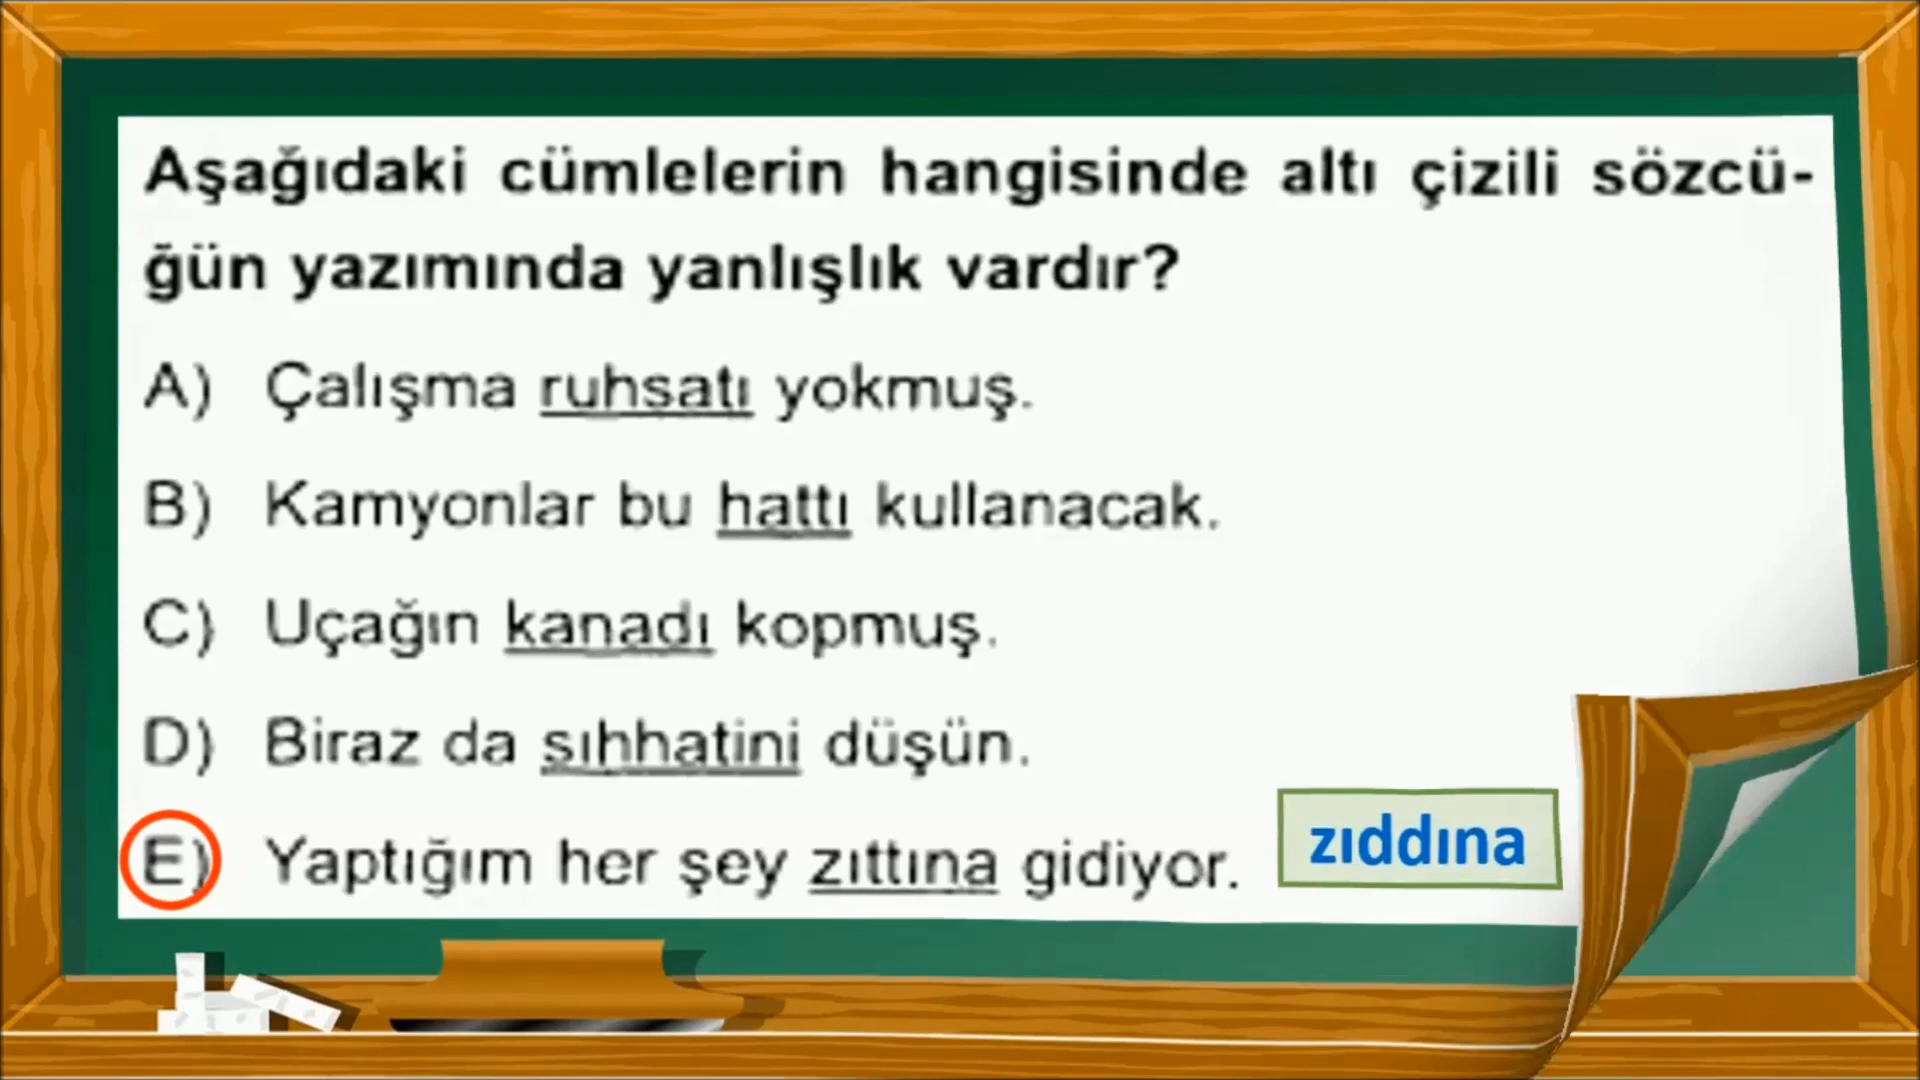 Aşağıdaki cümlelerin hangisinde altı çizili sözcü-
ğün yazımında yanlışlık vardır?
A) Çalışma ruhsatı yokmuş.
B) Kamyonlar bu hattı kullanacak.
C) Uçağın kanadı kopmuş.
D) Biraz da sıhhatini düşün.
E) Yaptığım her şey zıttına gidiyor.
zıddına